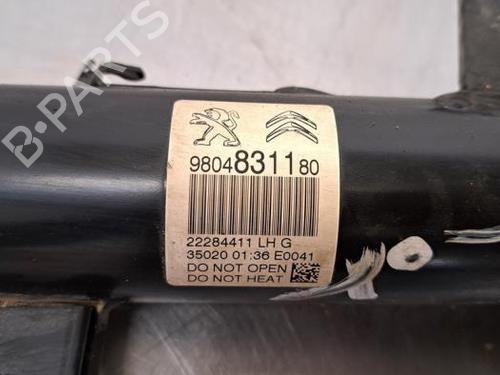 9804831180
22284411 LH G
35020 01:36 E0041
DO NOT OPEN
DO NOT HEAT
B-PARTS